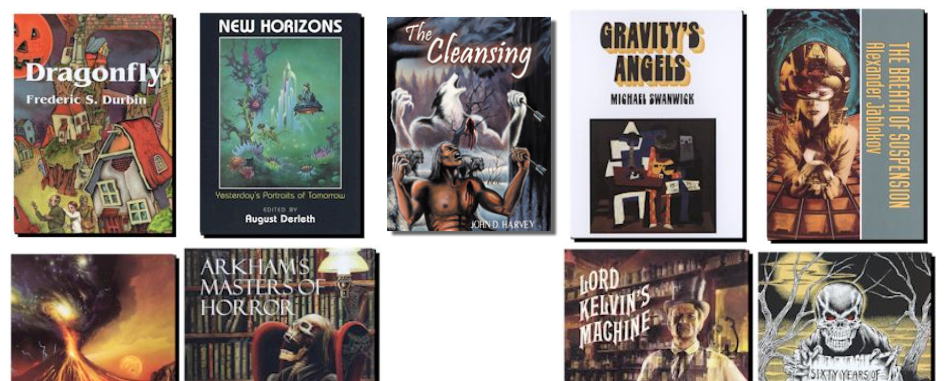 Dragonfly
Frederic S. Durbin
NEW HORIZONS
Yesterday's Portraits of Tomorrow
EDITED BY
August Derleth
The
Cleansing
JOHN D. HARVEY
GRAVITY'S
ANGELS
MICHAEL SWANWICK
THE BREATH OF SUSPENSION
Alexander Jablokov
ARKHAM'S
MASTERS OF
HORROR
LORD
KELVIN'S
MACHINE
SIXTY YEARS OF